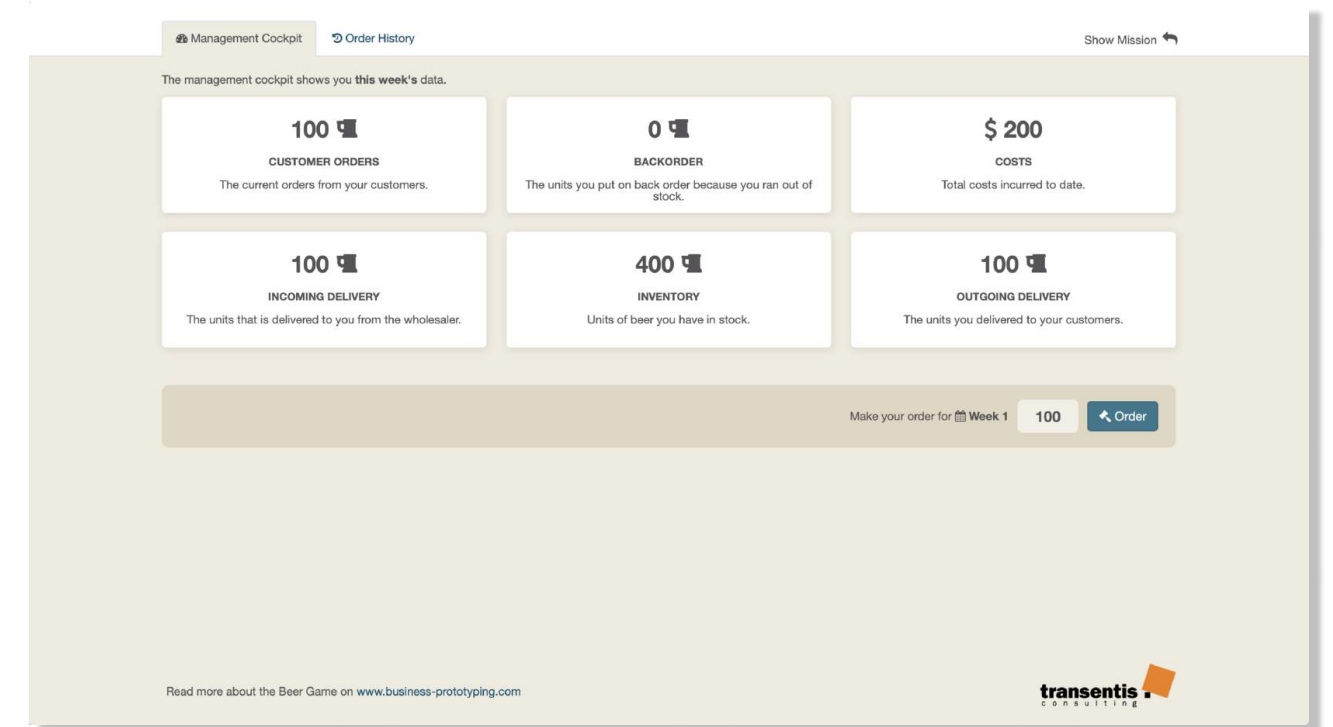 Management Cockpit Order History Show Mission
The management cockpit shows you this week's data.
100
CUSTOMER ORDERS
The current orders from your customers.
0
BACKORDER
The units you put on back order because you ran out of
stock.
$ 200
COSTS
Total costs incurred to date.
100
INCOMING DELIVERY
The units that is delivered to you from the wholesaler.
400
INVENTORY
Units of beer you have in stock.
100
OUTGOING DELIVERY
The units you delivered to your customers.
Make your order for Week 1 100 Order
Read more about the Beer Game on www.business-prototyping.com
transentis
consulting